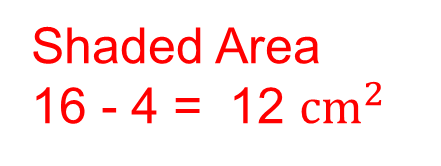 Shaded Area
16 - 4 = 12 cm²